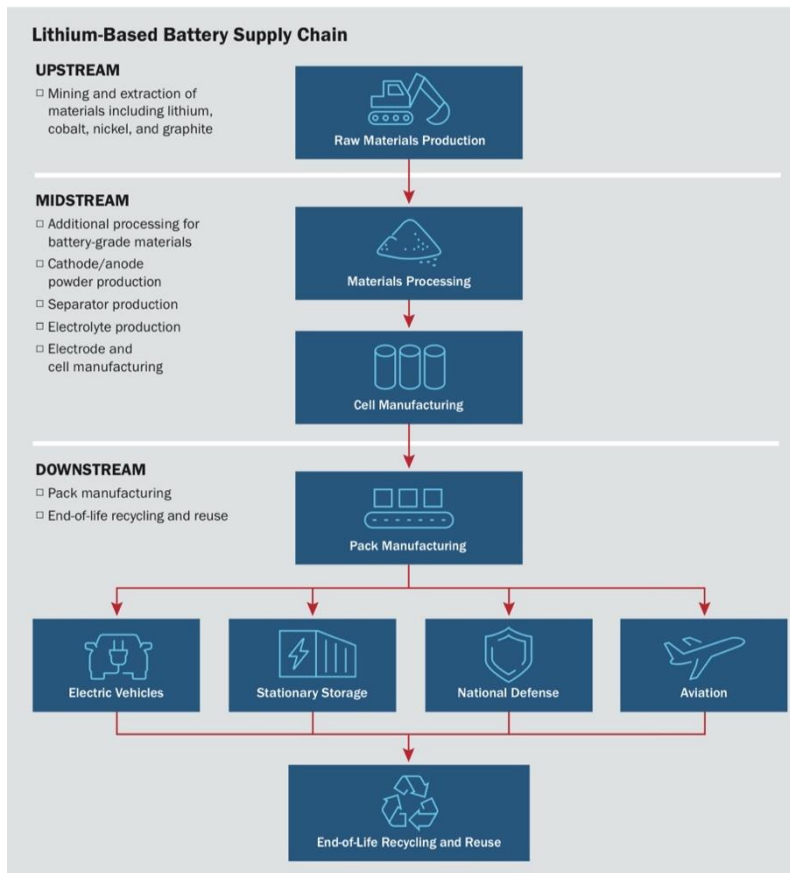 Lithium-Based Battery Supply Chain
UPSTREAM
□ Mining and extraction of
materials including lithium,
cobalt, nickel, and graphite
Raw Materials Production
MIDSTREAM
□ Additional processing for
battery-grade materials
□ Cathode/anode
powder production
□ Separator production
□ Electrolyte production
□ Electrode and
cell manufacturing
Materials Processing
Cell Manufacturing
DOWNSTREAM
□ Pack manufacturing
□ End-of-life recycling and reuse
Pack Manufacturing
Electric Vehicles
Stationary Storage
National Defense
Aviation
End-of-Life Recycling and Reuse